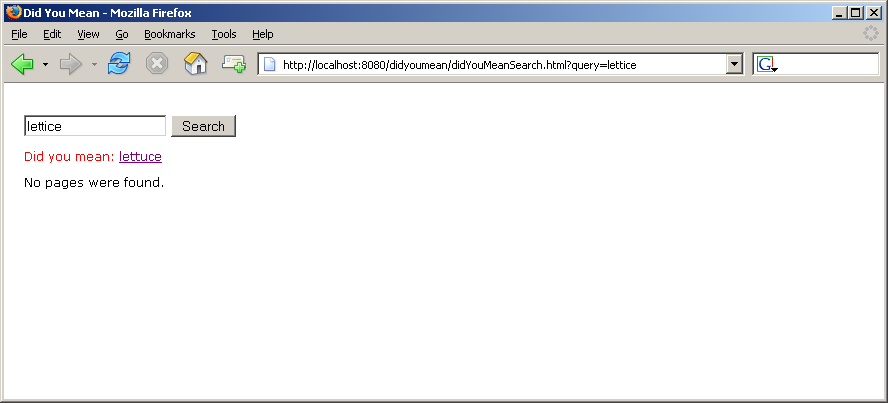 Did You Mean - Mozilla Firefox
File Edit View Go Bookmarks Tools Help
http://localhost:8080/didyoumean/didYouMeanSearch.html?query=lettice
G
lettice Search
Did you mean: lettuce
No pages were found.